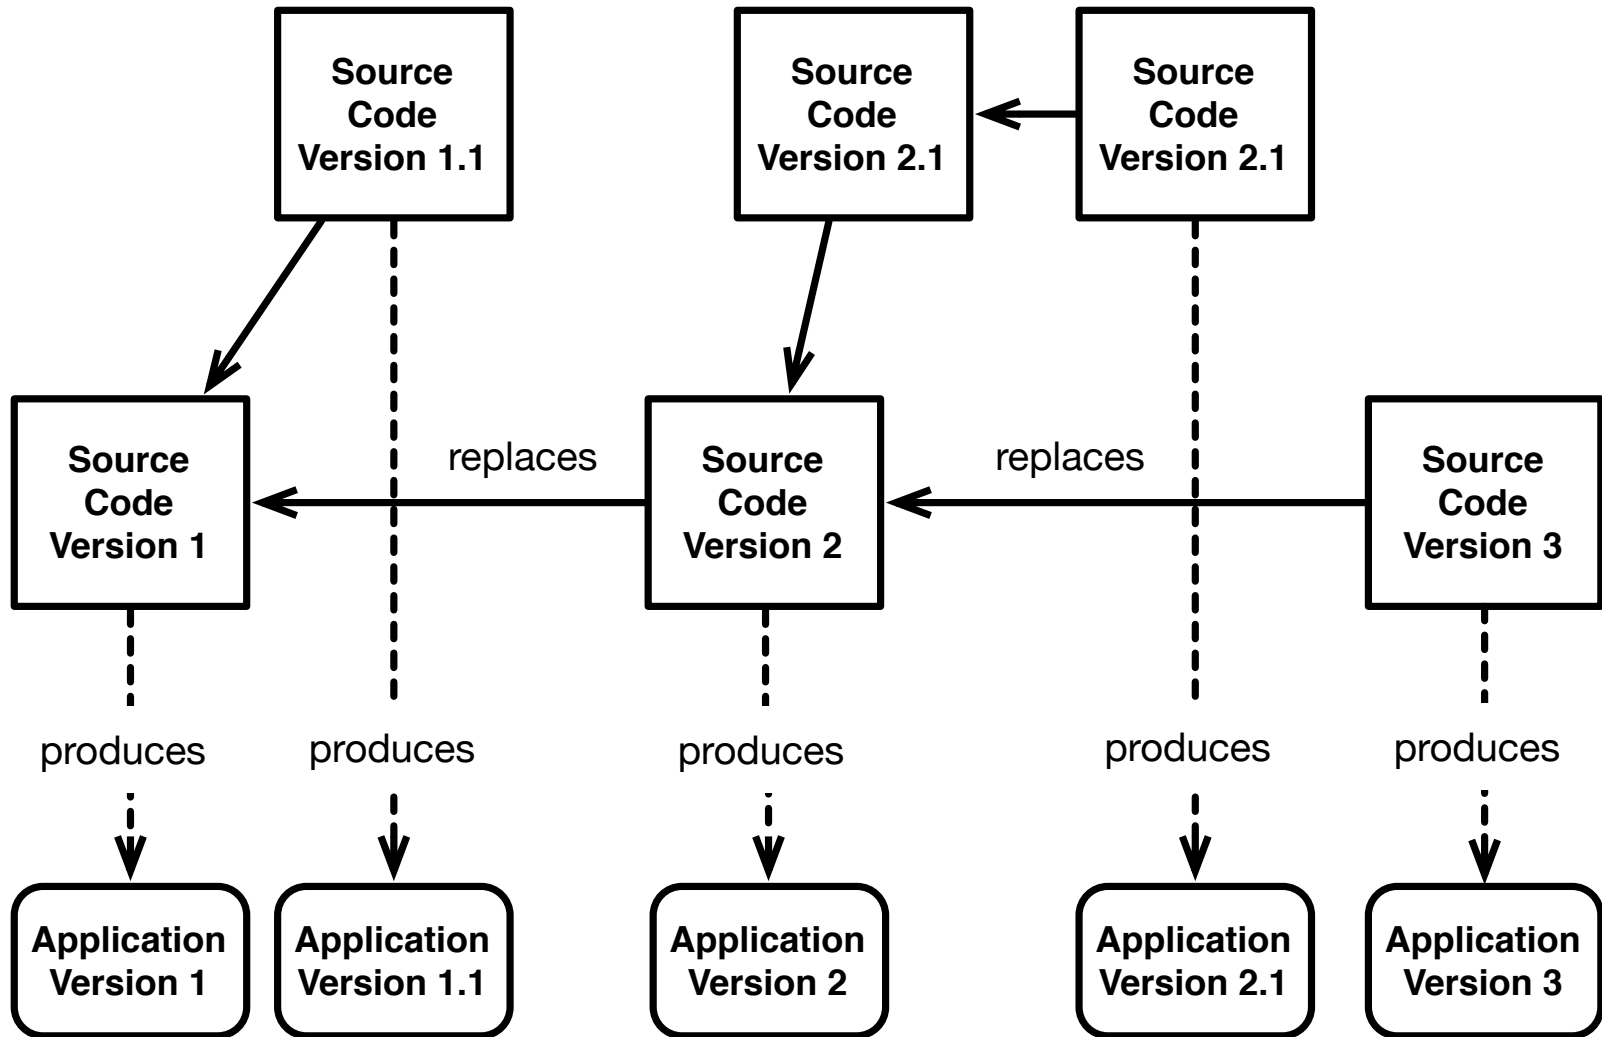 Source
Code
Version 1.1
Source
Code
Version 2.1
Source
Code
Version 2.1
Source
Code
Version 1
replaces
Source
Code
Version 2
replaces
Source
Code
Version 3
produces
produces
produces
produces
produces
Application
Version 1
Application
Version 1.1
Application
Version 2
Application
Version 2.1
Application
Version 3